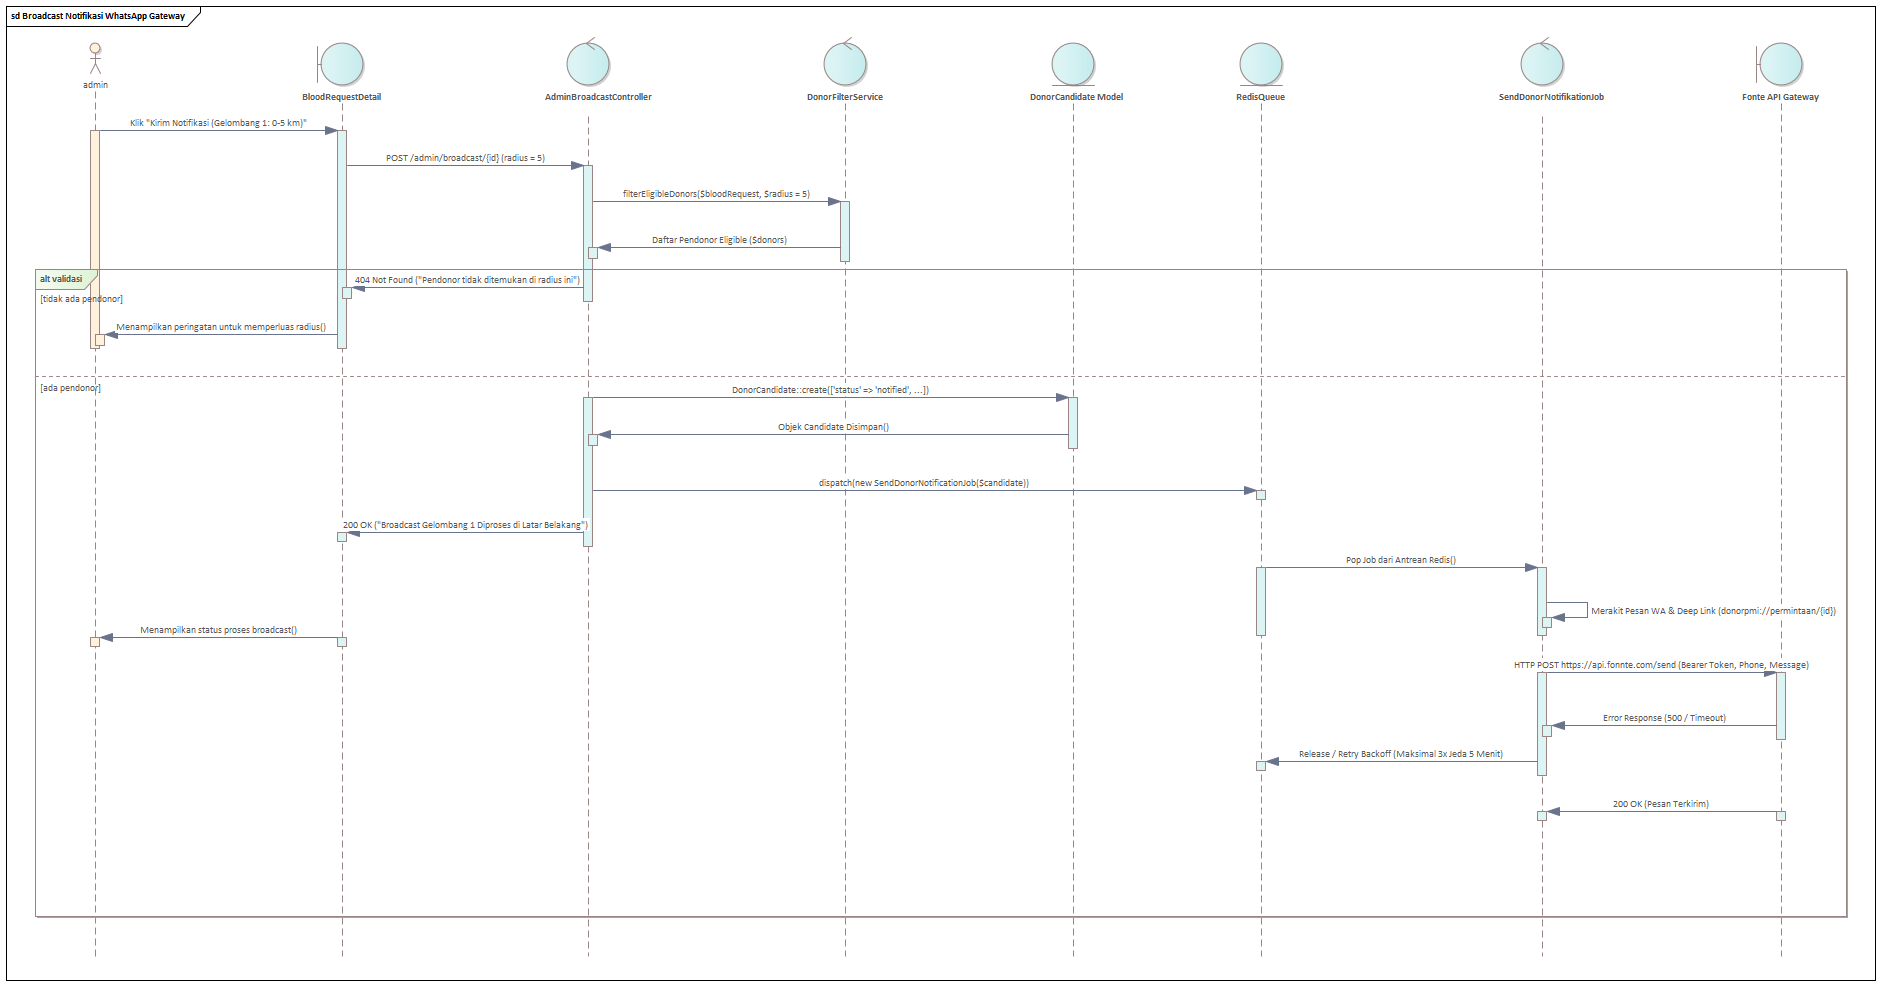 sd Broadcast Notifikasi WhatsApp Gateway
admin
BloodRequestDetail
AdminBroadcastController
DonorFilterService
DonorCandidate Model
RedisQueue
SendDonorNotifikationJob
Fonte API Gateway
Klik "Kirim Notifikasi (Gelombang 1: 0-5 km)"
POST /admin/broadcast/{id} (radius = 5)
filterEligibleDonors($bloodRequest, $radius = 5)
Daftar Pendonor Eligible ($donors)
alt validasi
404 Not Found ("Pendonor tidak ditemukan di radius ini")
[tidak ada pendonor]
Menampilkan peringatan untuk memperluas radius()
[ada pendonor]
DonorCandidate::create(['status' => 'notified', ...])
Objek Candidate Disimpan()
dispatch(new SendDonorNotificationJob($candidate))
200 OK ("Broadcast Gelombang 1 Diproses di Latar Belakang")
Pop Job dari Antrean Redis()
Merakit Pesan WA & Deep Link (donorpmi://permintaan/{id})
Menampilkan status proses broadcast()
HTTP POST https://api.fonnte.com/send (Bearer Token, Phone, Message)
Error Response (500 / Timeout)
Release / Retry Backoff (Maksimal 3x Jeda 5 Menit)
200 OK (Pesan Terkirim)